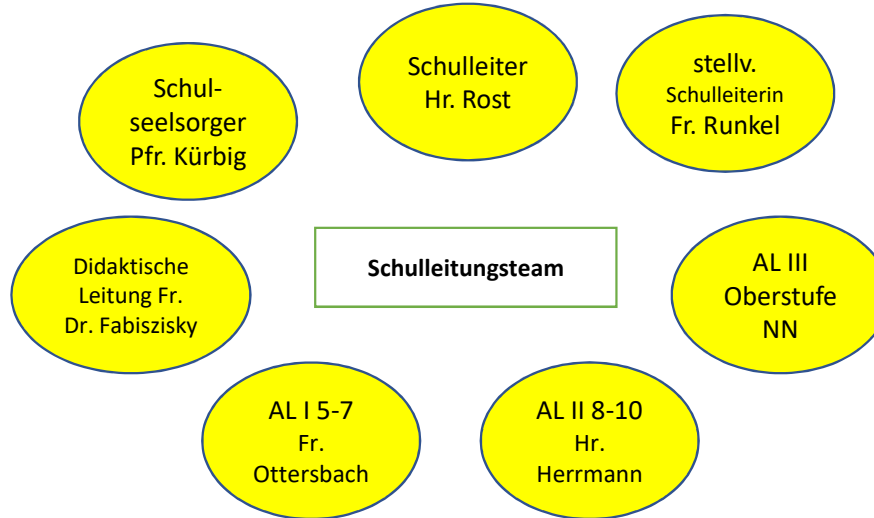 Schulleiter
Hr. Rost
stellv.
Schulleiterin
Fr. Runkel
Schul-
seelsorger
Pfr. Kürbig
Schulleitungsteam
Didaktische
Leitung Fr.
Dr. Fabiszisky
AL III
Oberstufe
NN
AL I 5-7
Fr.
Ottersbach
AL II 8-10
Hr.
Herrmann